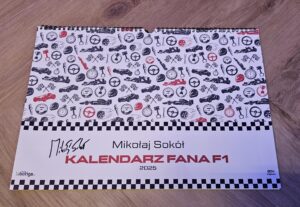 Mikołaj Sokół
KALENDARZ FANA F1
2025